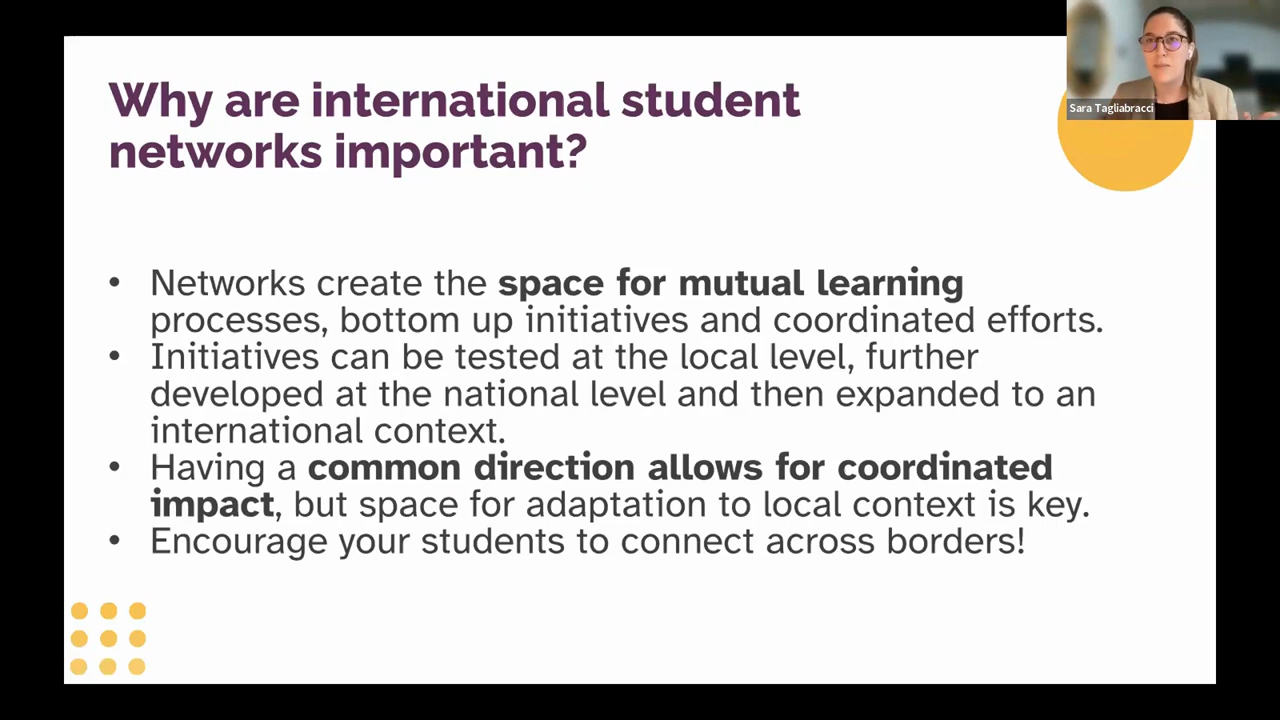 Why are international student
networks important?
Sara Tagliabracci
• Networks create the space for mutual learning
processes, bottom up initiatives and coordinated efforts.
• Initiatives can be tested at the local level, further
developed at the national level and then expanded to an
international context.
• Having a common direction allows for coordinated
impact, but space for adaptation to local context is key.
• Encourage your students to connect across borders!